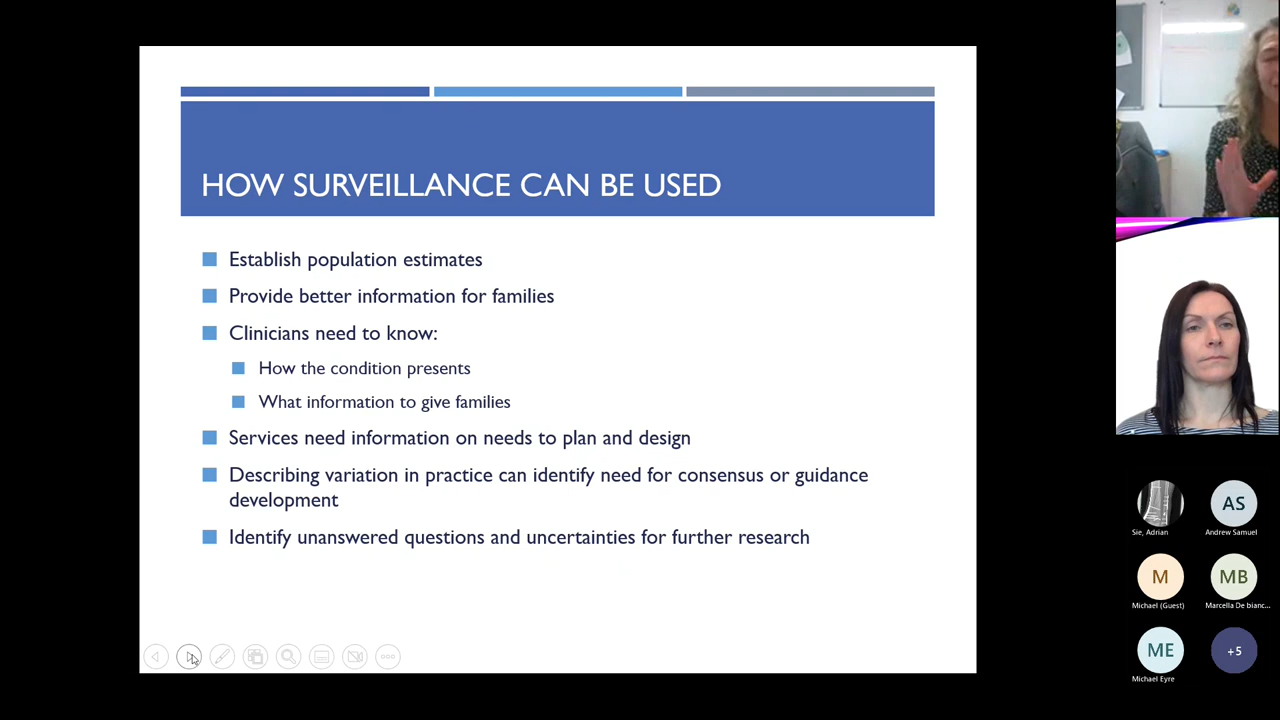 HOW SURVEILLANCE CAN BE USED
Establish population estimates
Provide better information for families
Clinicians need to know:
How the condition presents
What information to give families
Services need information on needs to plan and design
Describing variation in practice can identify need for consensus or guidance
development
Identify unanswered questions and uncertainties for further research
AS
Sie, Adrian
Andrew Samuel
M
MB
Michael (Guest)
Marcella De bianc...
ME
+5
Michael Eyre